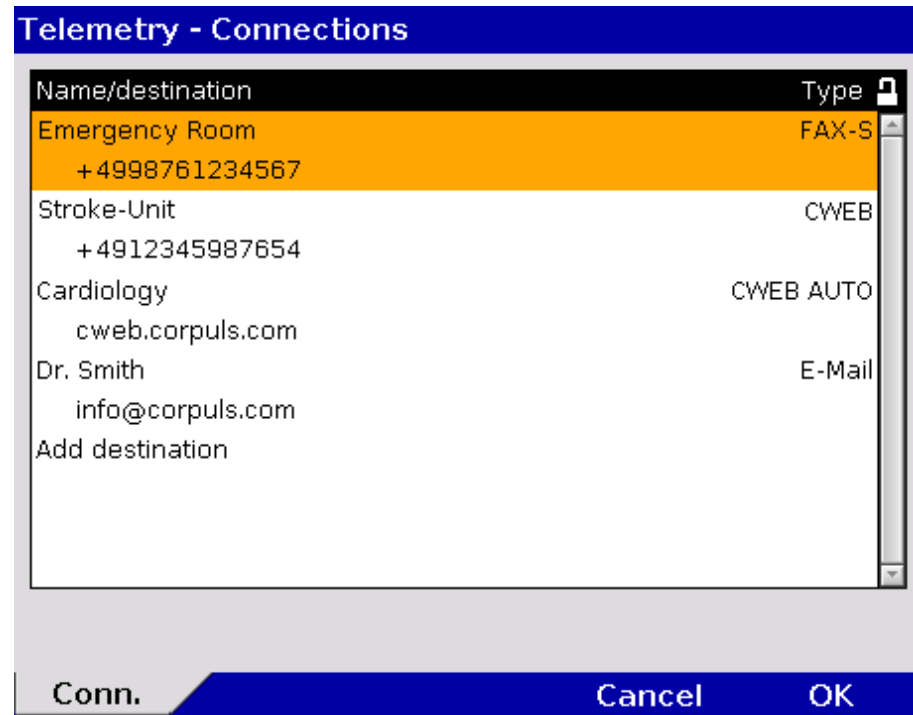 Telemetry - Connections
Name/destination Type
Emergency Room FAX-S
+4998761234567
Stroke-Unit CWEB
+4912345987654
Cardiology CWEB AUTO
cweb.corpuls.com
Dr. Smith E-Mail
info@corpuls.com
Add destination
Conn. Cancel OK